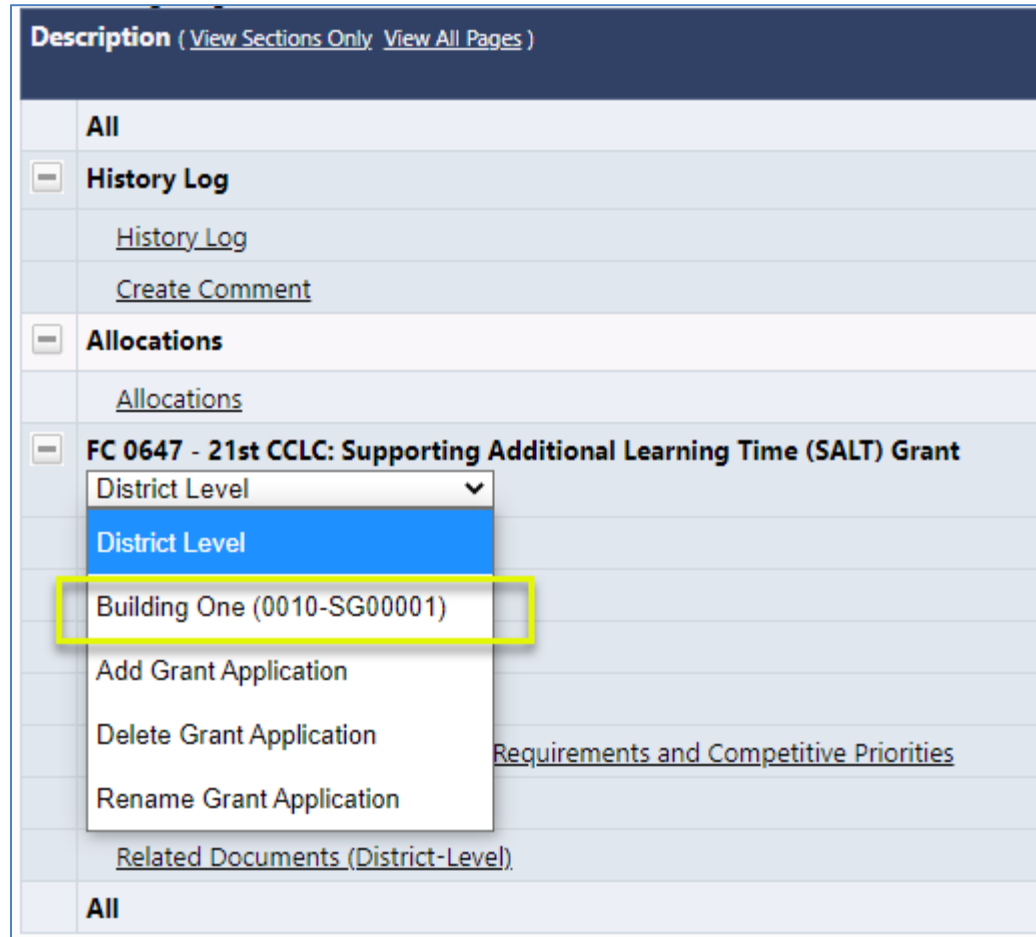 Description ( View Sections Only View All Pages )
All
History Log
History Log
Create Comment
Allocations
Allocations
FC 0647 - 21st CCLC: Supporting Additional Learning Time (SALT) Grant
District Level
District Level
Building One (0010-SG00001)
Add Grant Application
Delete Grant Application
Requirements and Competitive Priorities
Rename Grant Application
Related Documents (District-Level)
All